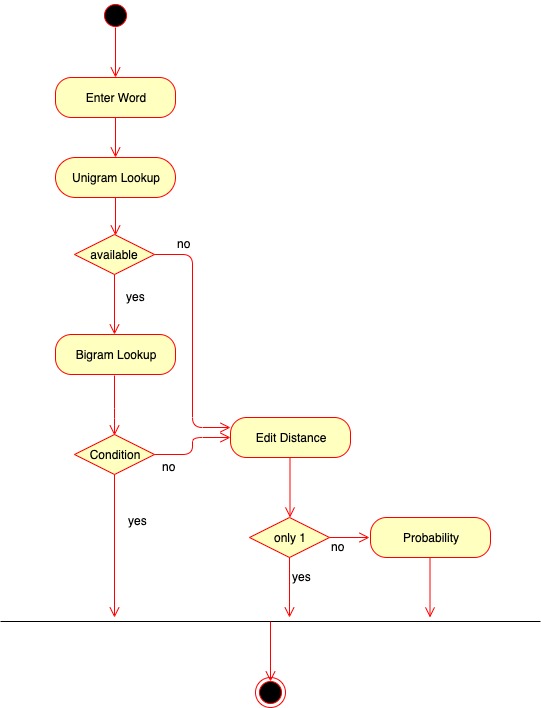 Enter Word
Unigram Lookup
no
available
yes
Bigram Lookup
Edit Distance
Condition
no
yes
only 1
no
Probability
yes